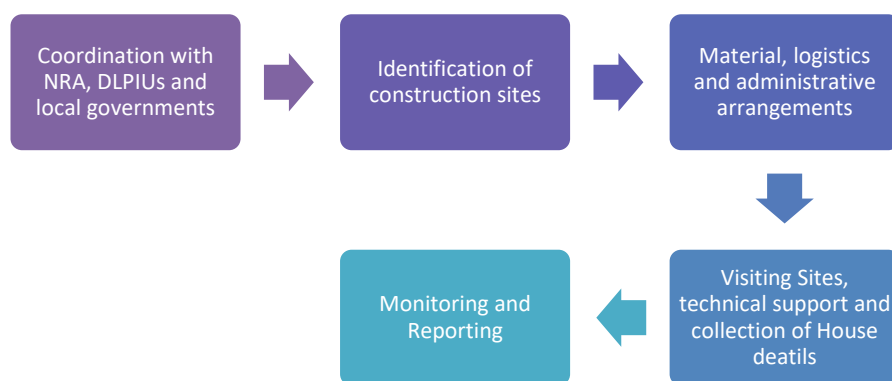 Coordination with
NRA, DLPIUs and
local governments
Identification of
construction sites
Material, logistics
and administrative
arrangements
Visiting Sites,
technical support and
collection of House
deatils
Monitoring and
Reporting